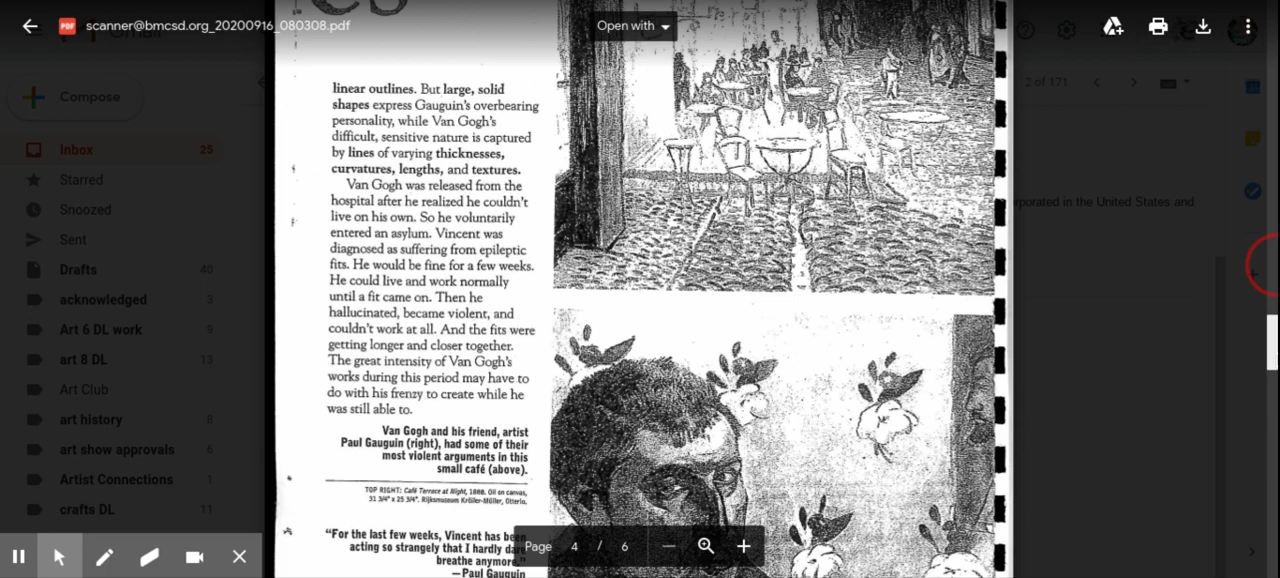 scanner@bmcsd.org_20200916_080308.pdf
Open with
Compose
2 of 171
Inbox 25
Starred
Snoozed
Sent
Drafts 40
acknowledged 3
Art 6 DL work 9
art 8 DL 13
Art Club
art history 8
art show approvals 6
Artist Connections 1
crafts DL 11
linear outlines. But large, solid
shapes express Gauguin's overbearing
personality, while Van Gogh's
difficult, sensitive nature is captured
by lines of varying thicknesses,
curvatures, lengths, and textures.
Van Gogh was released from the
hospital after he realized he couldn't
live on his own. So he voluntarily
entered an asylum. Vincent was
diagnosed as suffering from epileptic
fits. He would be fine for a few weeks.
He could live and work normally
until a fit came on. Then he
hallucinated, became violent, and
couldn't work at all. And the fits were
getting longer and closer together.
The great intensity of Van Gogh's
works during this period may have to
do with his frenzy to create while he
was still able to.
Van Gogh and his friend, artist
Paul Gauguin (right), had some of their
most violent arguments in this
small café (above).
TOP RIGHT: Café Terrace at Night, 1888. Oil on canvas,
31 3/4" x 25 3/4". Rijksmuseum Kröller-Müller, Otterlo.
"For the last few weeks, Vincent has been
acting so strangely that I hardly dare
breathe anymore."
—Paul Gauguin
rporated in the United States and
Page 4 / 6